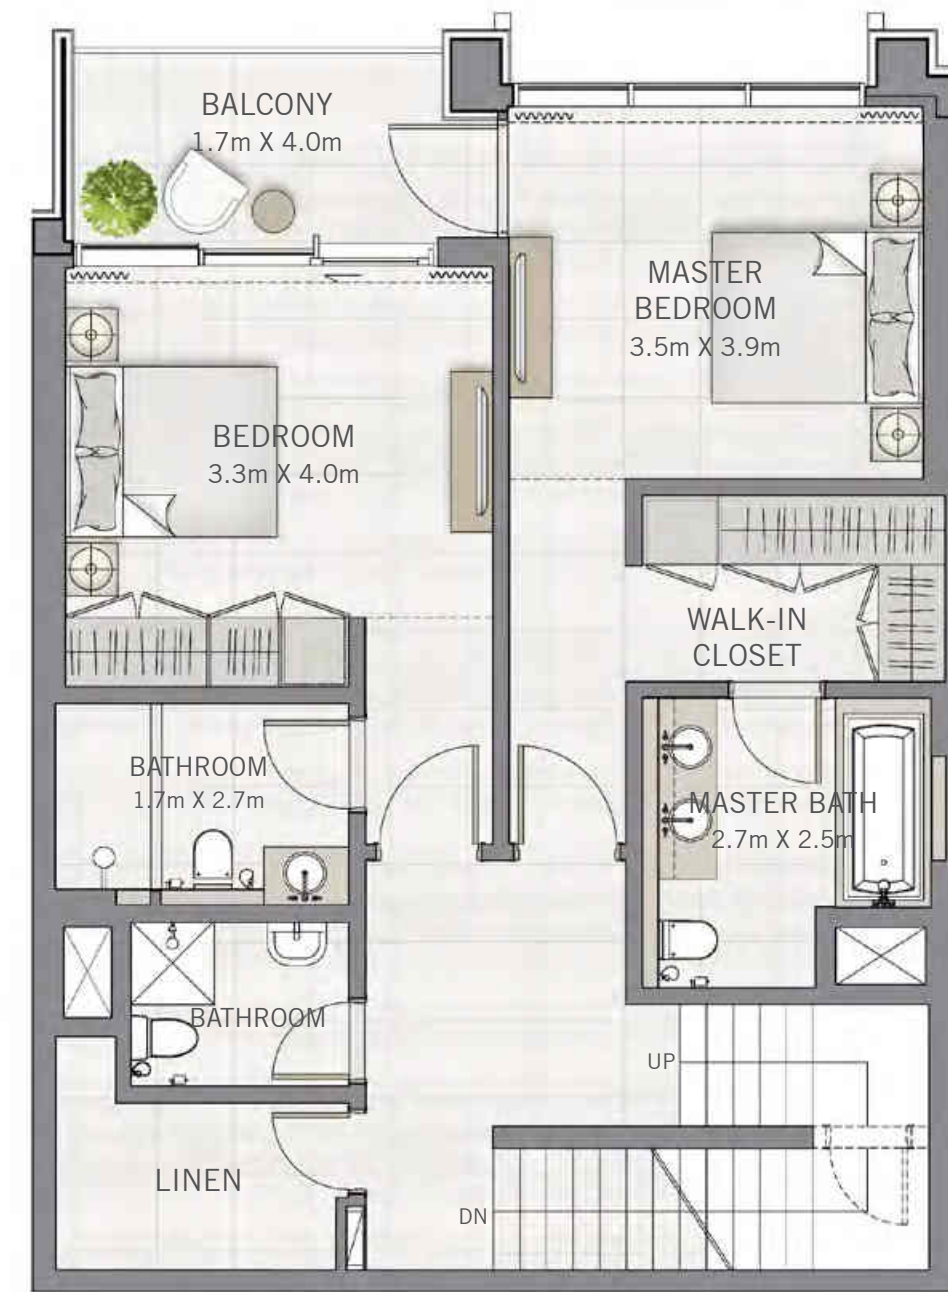 BALCONY
1.7m X 4.0m
MASTER
BEDROOM
3.5m X 3.9m
BEDROOM
3.3m X 4.0m
WALK-IN
CLOSET
BATHROOM
1.7m X 2.7m
MASTER BATH
2.7m X 2.5m
BATHROOM
UP
LINEN
DN